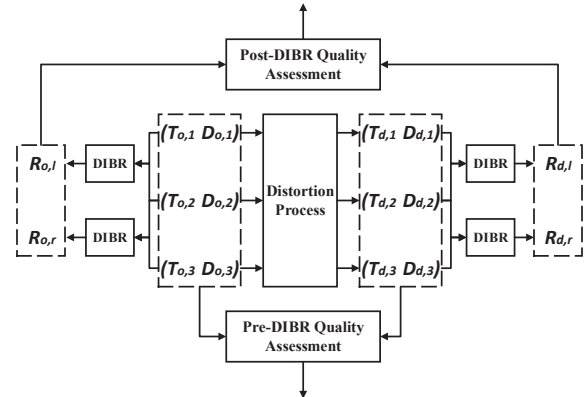 Post-DIBR Quality
Assessment
(To,1 Do,1)
(Td,1 Dd,1)
Ro,l
DIBR
DIBR
Rd,l
(To,2 Do,2)
Distortion
Process
(Td,2 Dd,2)
Ro,r
DIBR
DIBR
Rd,r
(To,3 Do,3)
(Td,3 Dd,3)
Pre-DIBR Quality
Assessment